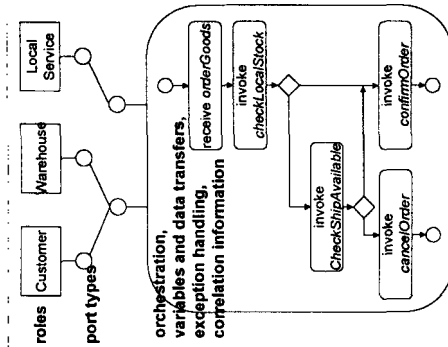 roles
Customer
Warehouse
Local
Service
port types
orchestration,
variables and data transfers,
exception handling,
correlation information
receive orderGoods
invoke
checkLocalStock
invoke
CheckShipAvailable
invoke
cancelOrder
invoke
confirmOrder